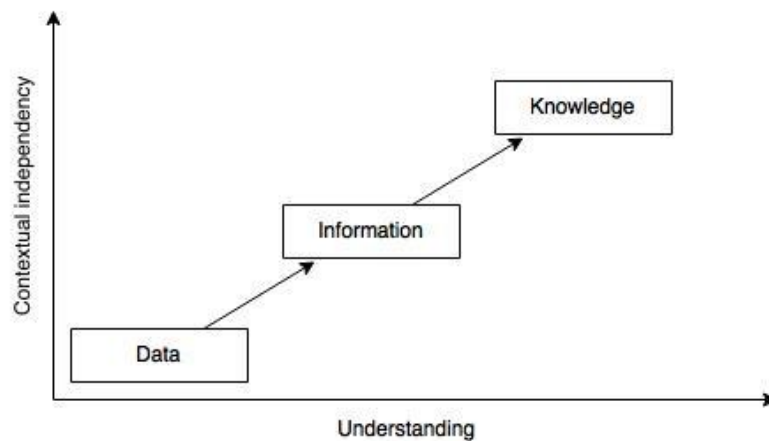 Contextual independency
Knowledge
Information
Data
Understanding